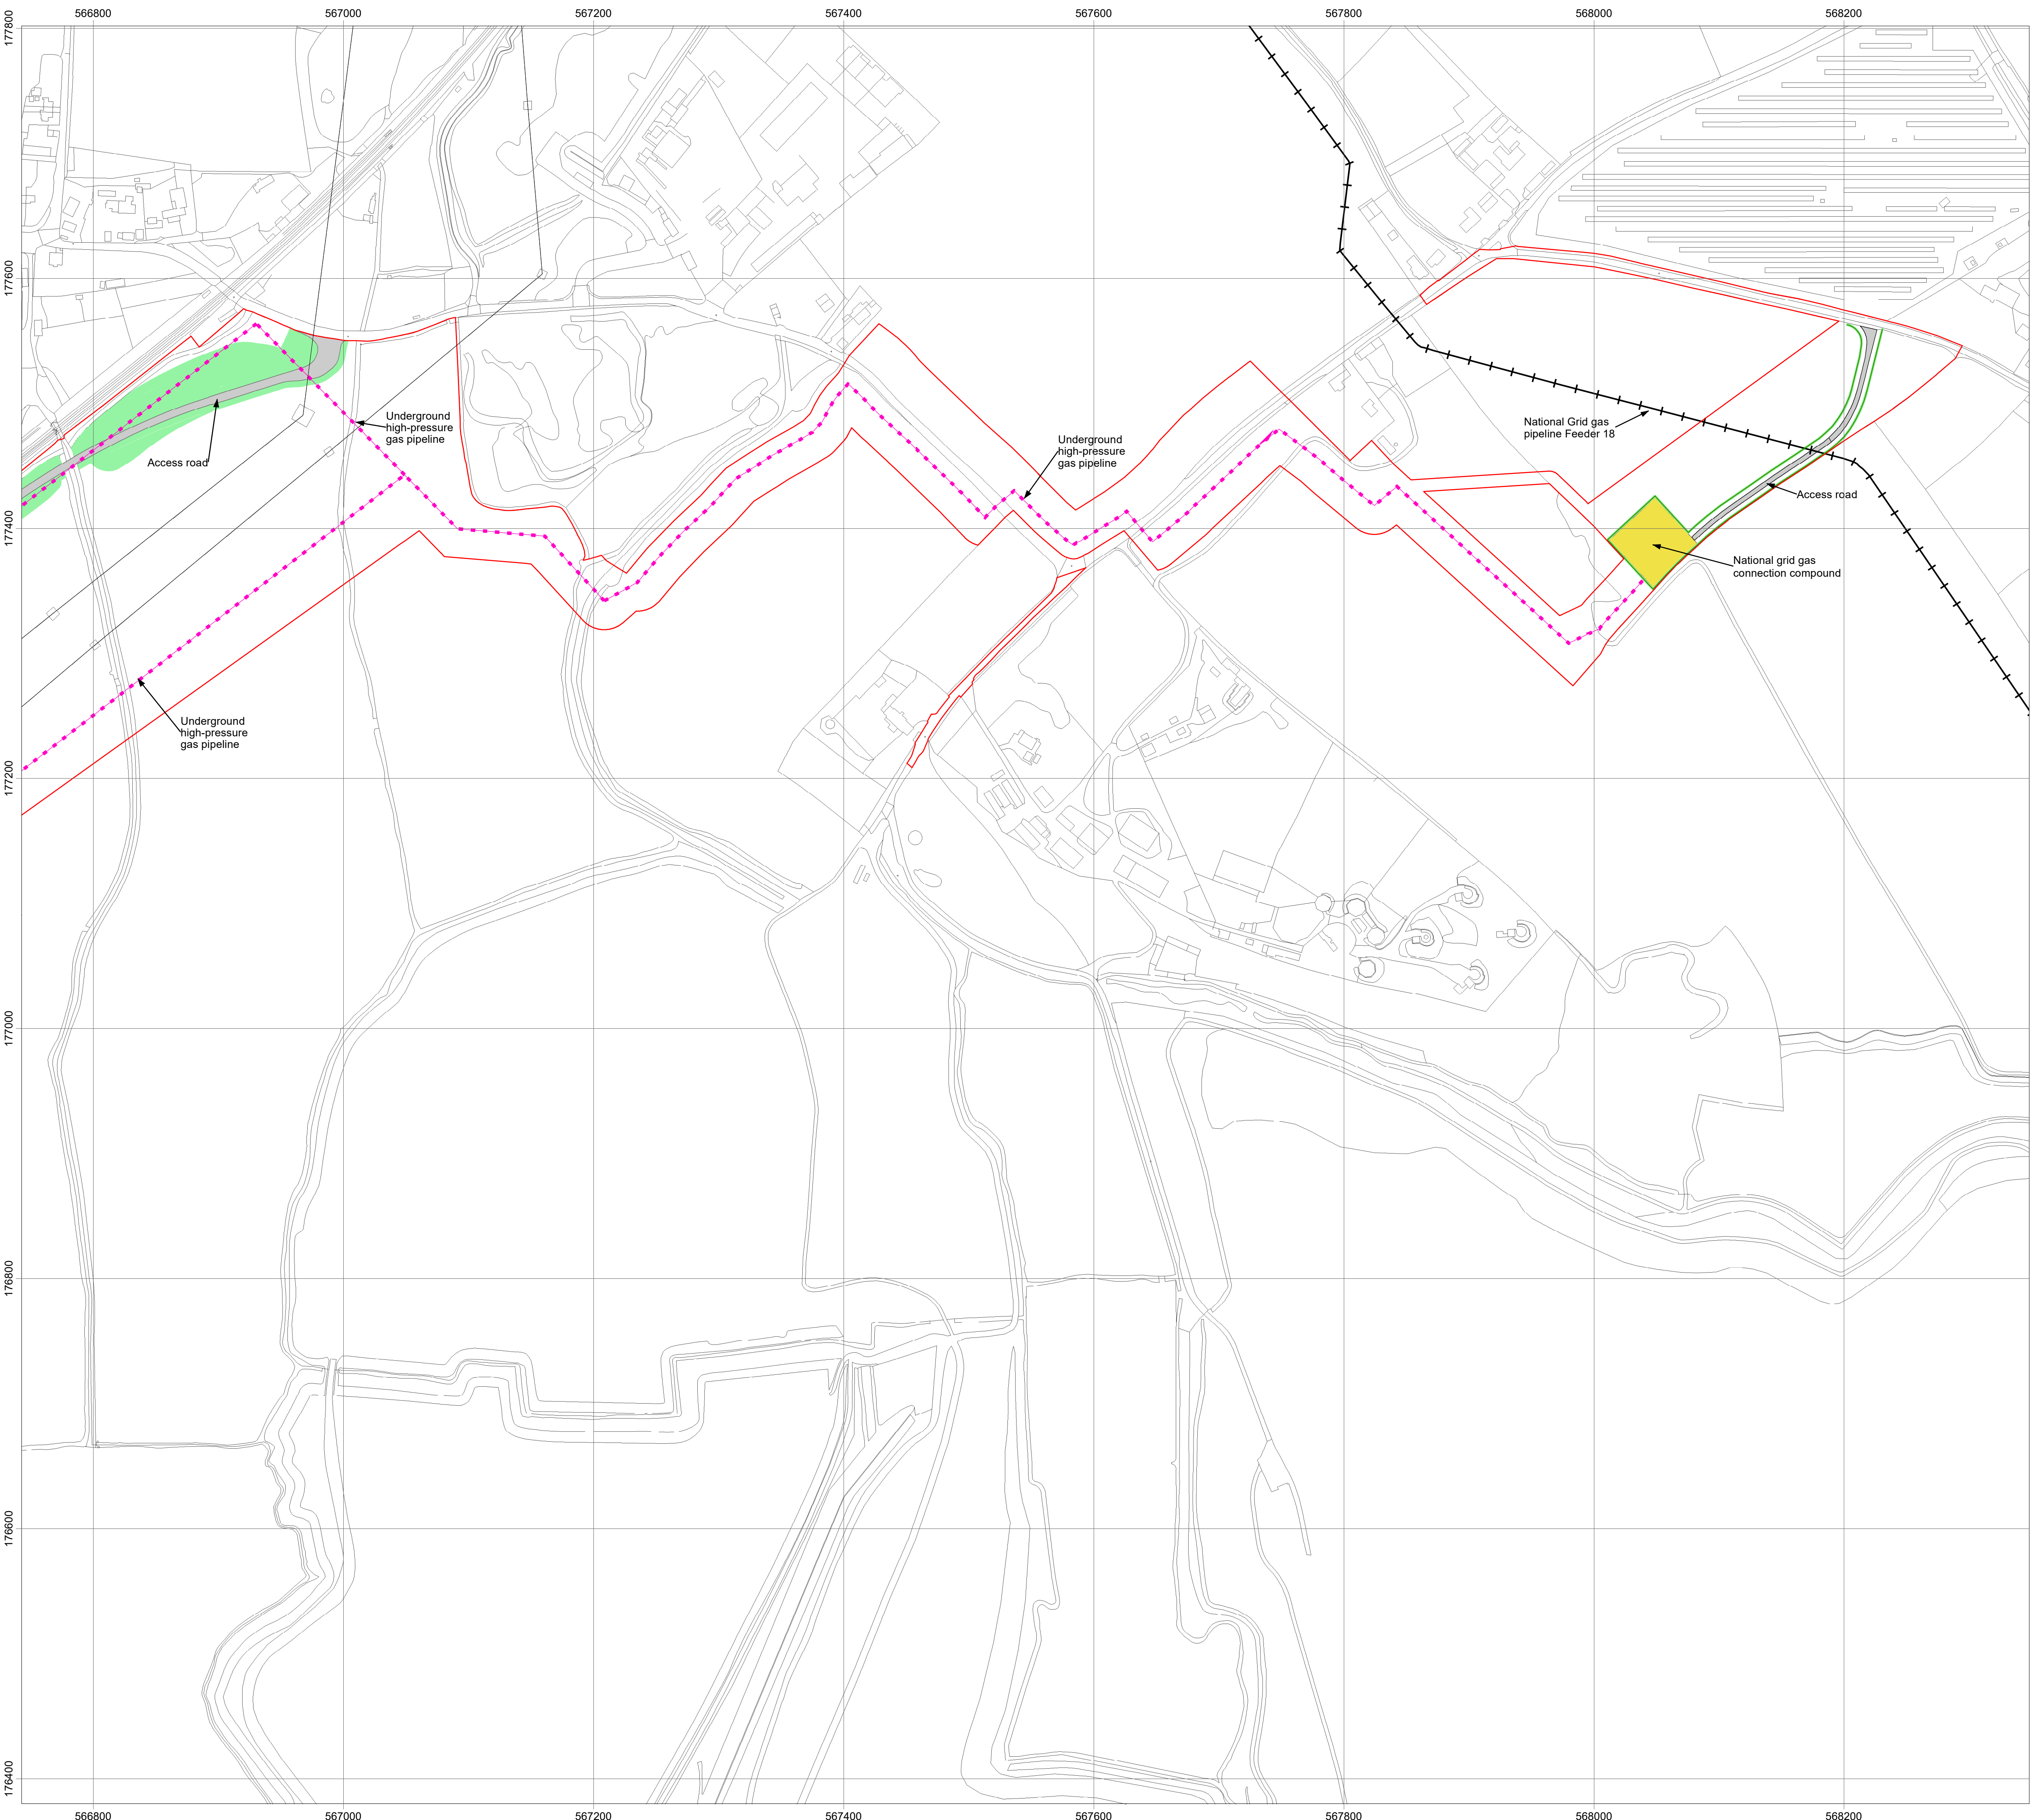 566800 567000 567200 567400 567600 567800 568000 568200
177800
177600
177400
177200
177000
176800
176600
176400
Underground
high-pressure
gas pipeline
Access road
Underground
high-pressure
gas pipeline
National Grid gas
pipeline Feeder 18
Access road
National grid gas
connection compound
Underground
high-pressure
gas pipeline
566800 567000 567200 567400 567600 567800 568000 568200